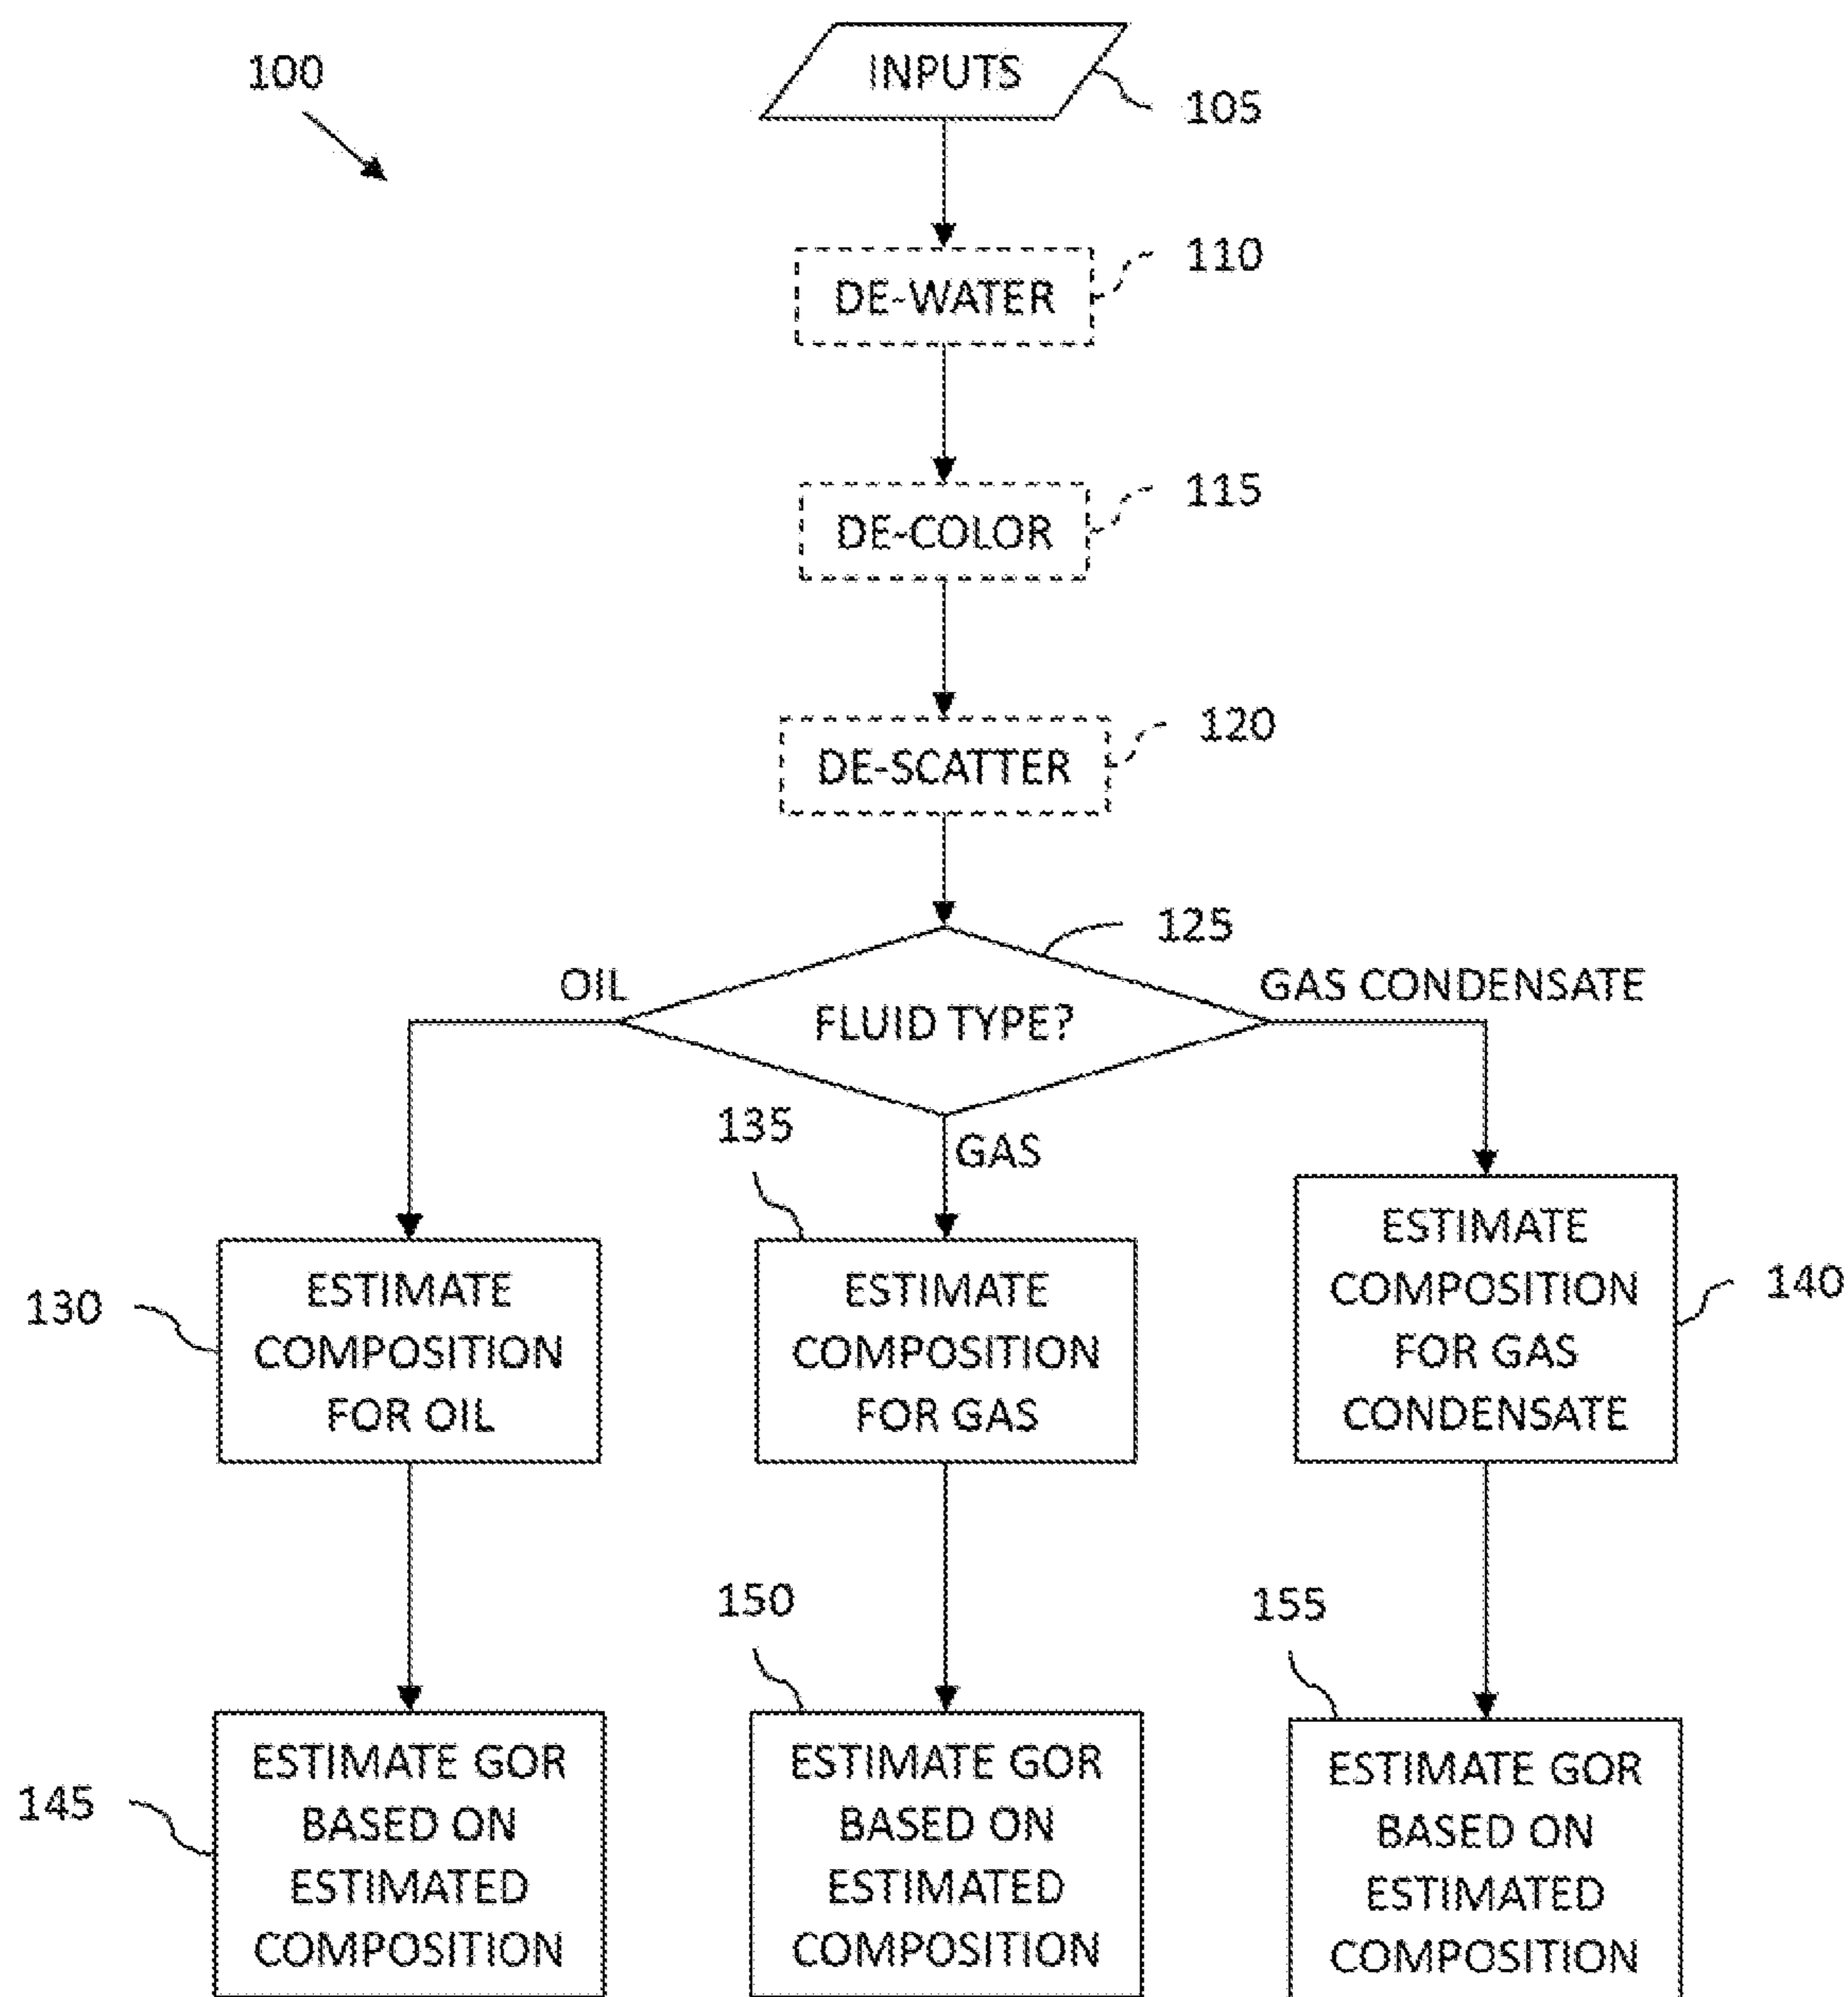 100
INPUTS
105
DE-WATER
110
DE-COLOR
115
DE-SCATTER
120
125
OIL
FLUID TYPE?
GAS CONDENSATE
135
GAS
130
ESTIMATE
COMPOSITION
FOR OIL
ESTIMATE
COMPOSITION
FOR GAS
ESTIMATE
COMPOSITION
FOR GAS
CONDENSATE
140
145
ESTIMATE GOR
BASED ON
ESTIMATED
COMPOSITION
150
ESTIMATE GOR
BASED ON
ESTIMATED
COMPOSITION
155
ESTIMATE GOR
BASED ON
ESTIMATED
COMPOSITION